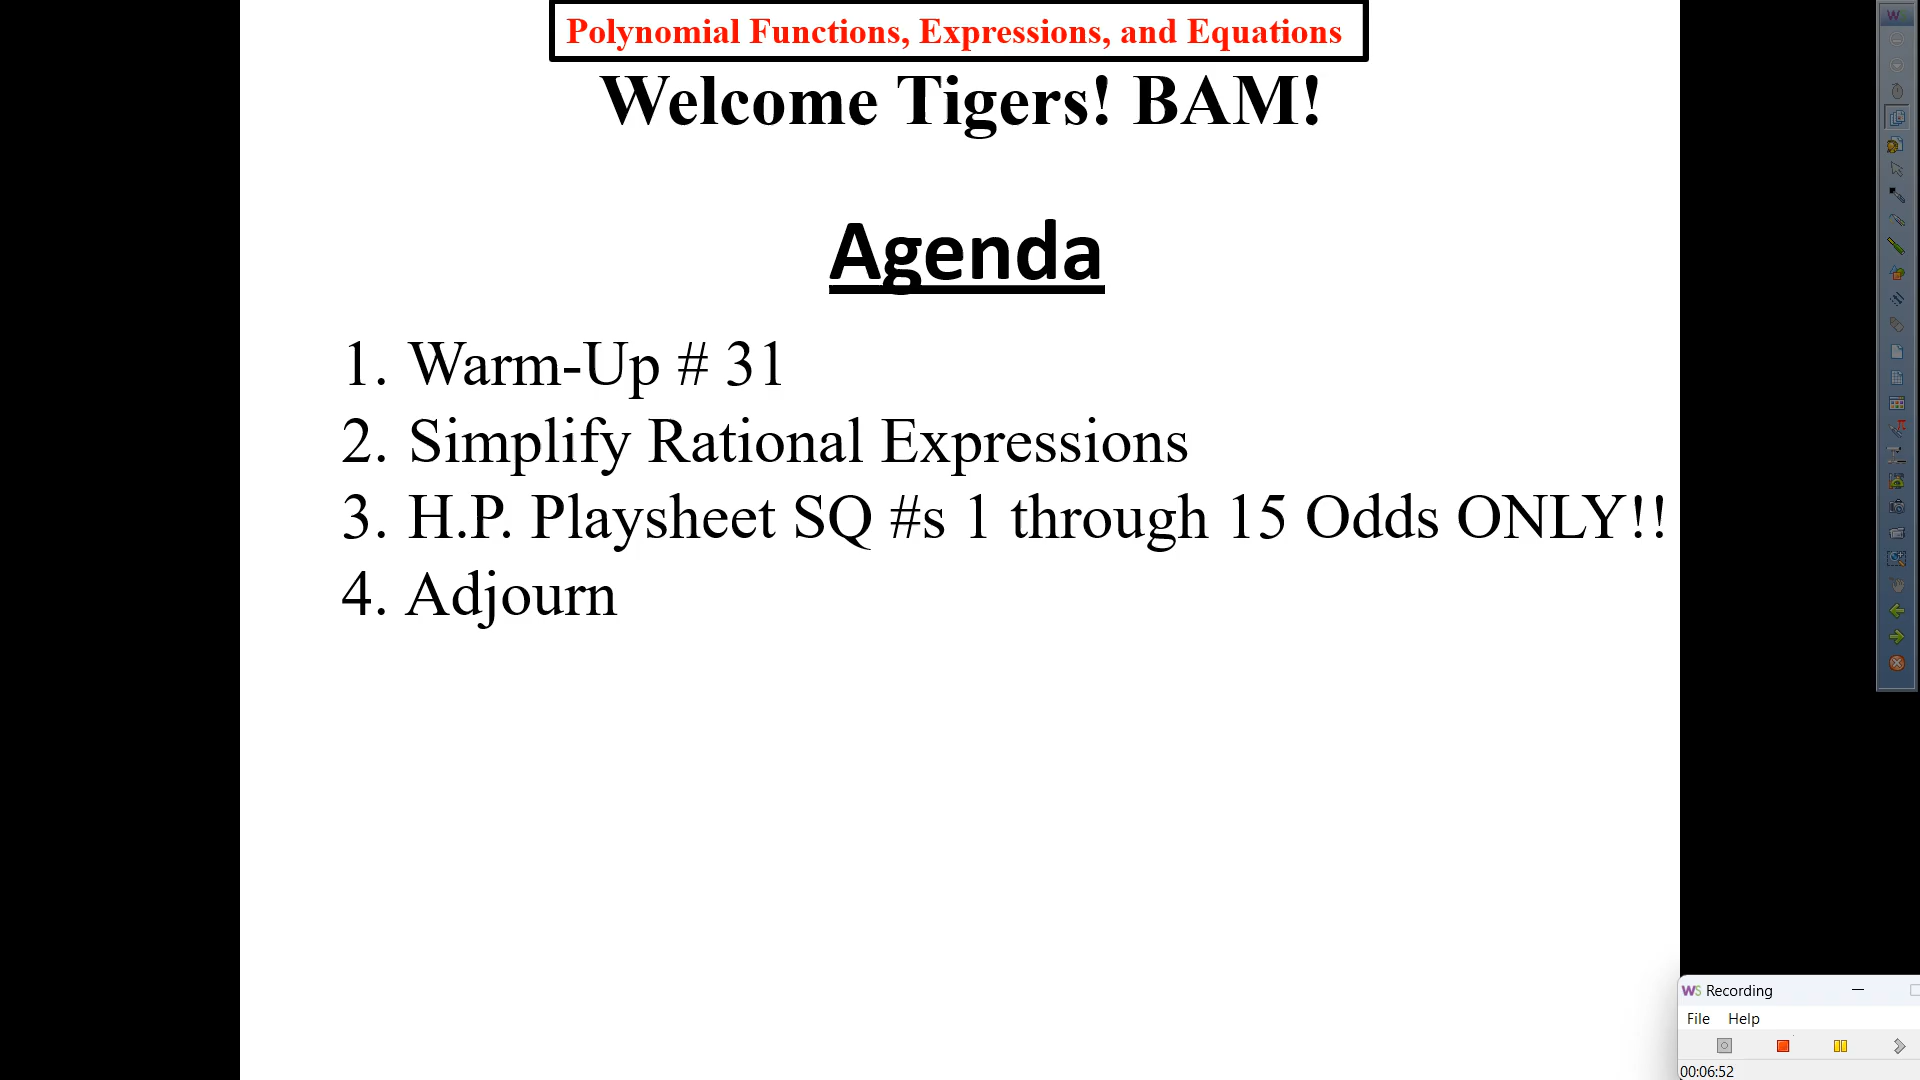 Polynomial Functions, Expressions, and Equations
Welcome Tigers! BAM!
Agenda
1. Warm-Up # 31
2. Simplify Rational Expressions
3. H.P. Playsheet SQ #s 1 through 15 Odds ONLY!!
4. Adjourn
WS Recording
File Help
00:06:52